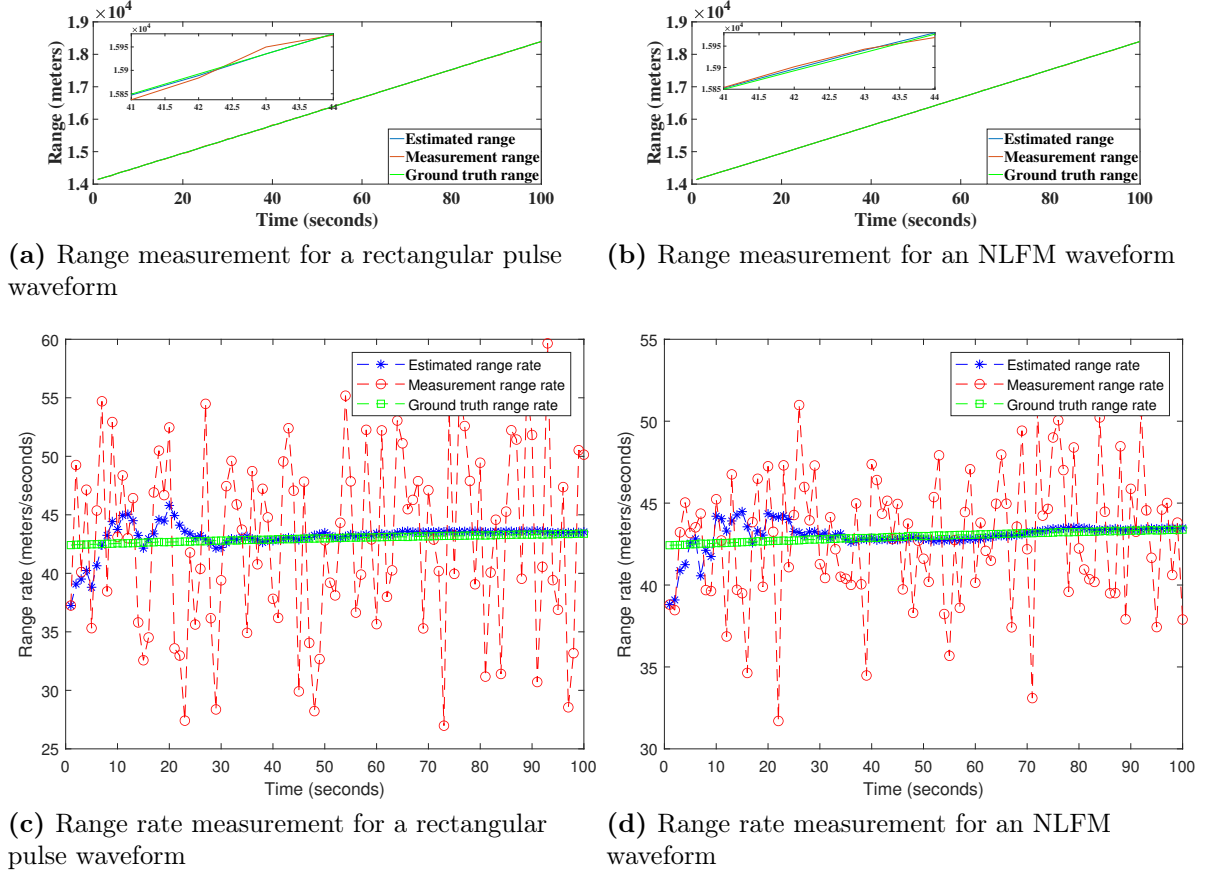 ×10⁴
1.9
1.8
1.7
1.6
1.5
1.4
Range (meters)
×10⁴
1.595
1.59
1.585
41 41.5 42 42.5 43 43.5 44
Estimated range
Measurement range
Ground truth range
0 20 40 60 80 100
Time (seconds)
(a) Range measurement for a rectangular pulse
waveform
×10⁴
1.9
1.8
1.7
1.6
1.5
1.4
Range (meters)
×10⁴
1.595
1.59
1.585
41 41.5 42 42.5 43 43.5 44
Estimated range
Measurement range
Ground truth range
0 20 40 60 80 100
Time (seconds)
(b) Range measurement for an NLFM waveform
60
55
50
45
40
35
30
25
Range rate (meters/seconds)
Estimated range rate
Measurement range rate
Ground truth range rate
0 10 20 30 40 50 60 70 80 90 100
Time (seconds)
(c) Range rate measurement for a rectangular
pulse waveform
55
50
45
40
35
30
Range rate (meters/seconds)
Estimated range rate
Measurement range rate
Ground truth range rate
0 10 20 30 40 50 60 70 80 90 100
Time (seconds)
(d) Range rate measurement for an NLFM
waveform